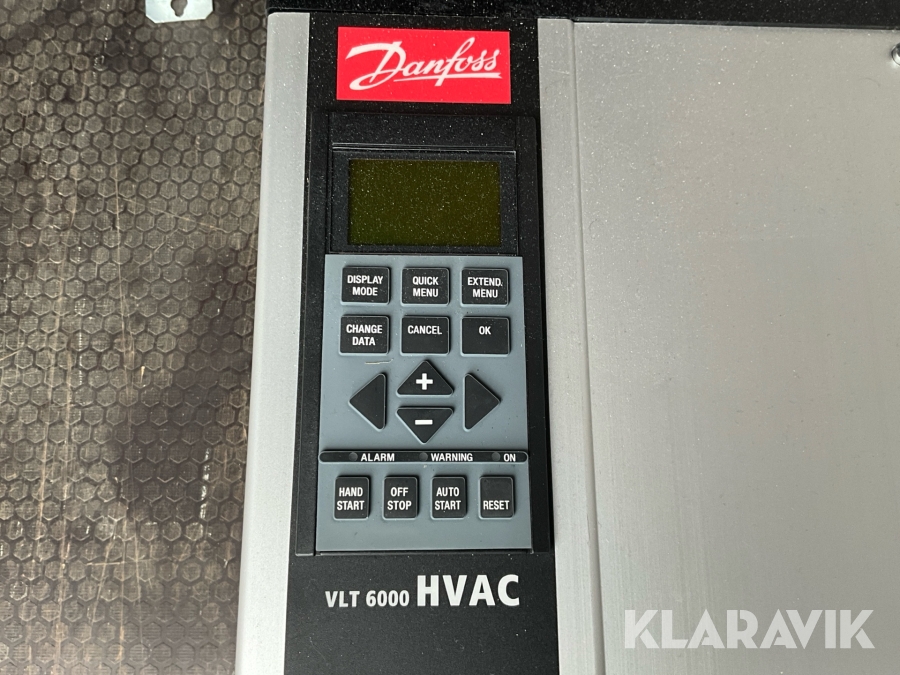 Danfoss
DISPLAY MODE
QUICK MENU
EXTEND. MENU
CHANGE DATA
CANCEL
OK
+
−
ALARM WARNING ON
HAND START
OFF STOP
AUTO START
RESET
VLT 6000 HVAC
KLARAVIK